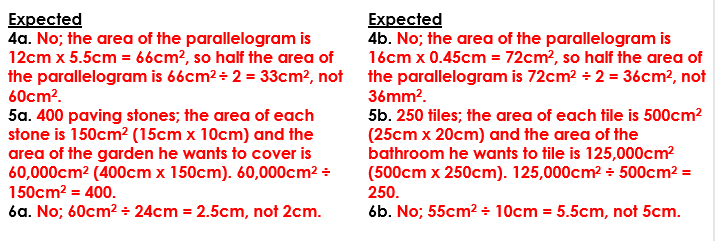 Expected
4a. No; the area of the parallelogram is
12cm x 5.5cm = 66cm², so half the area of
the parallelogram is 66cm² ÷ 2 = 33cm², not
60cm².
5a. 400 paving stones; the area of each
stone is 150cm² (15cm x 10cm) and the
area of the garden he wants to cover is
60,000cm² (400cm x 150cm). 60,000cm² ÷
150cm² = 400.
6a. No; 60cm² ÷ 24cm = 2.5cm, not 2cm.
Expected
4b. No; the area of the parallelogram is
16cm x 0.45cm = 72cm², so half the area of
the parallelogram is 72cm² ÷ 2 = 36cm², not
36mm².
5b. 250 tiles; the area of each tile is 500cm²
(25cm x 20cm) and the area of the
bathroom he wants to tile is 125,000cm²
(500cm x 250cm). 125,000cm² ÷ 500cm² =
250.
6b. No; 55cm² ÷ 10cm = 5.5cm, not 5cm.